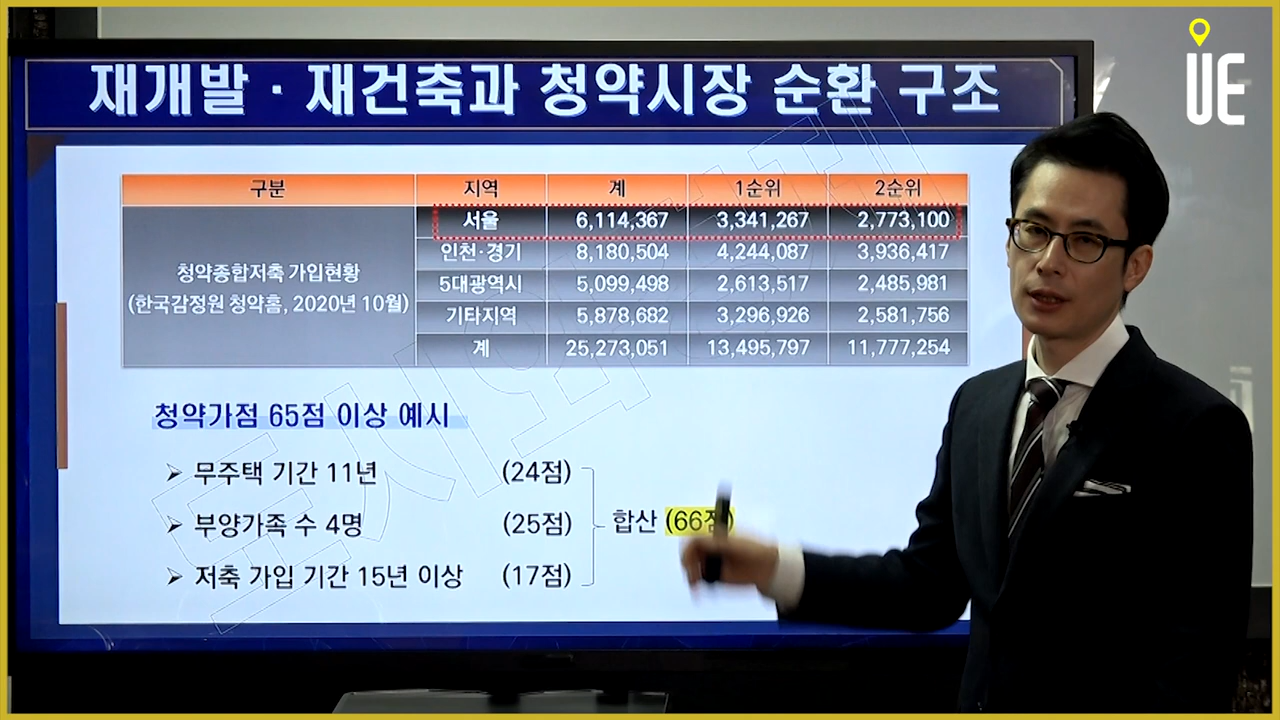 UE
재개발 · 재건축과 청약시장 순환 구조
구분 지역 계 1순위 2순위
청약종합저축 가입현황
(한국감정원 청약홈, 2020년 10월)
서울 6,114,367 3,341,267 2,773,100
인천·경기 8,180,504 4,244,087 3,936,417
5대광역시 5,099,498 2,613,517 2,485,981
기타지역 5,878,682 3,296,926 2,581,756
계 25,273,051 13,495,797 11,777,254
청약가점 65점 이상 예시
무주택 기간 11년 (24점)
부양가족 수 4명 (25점)
저축 가입 기간 15년 이상 (17점)
합산 (66점)